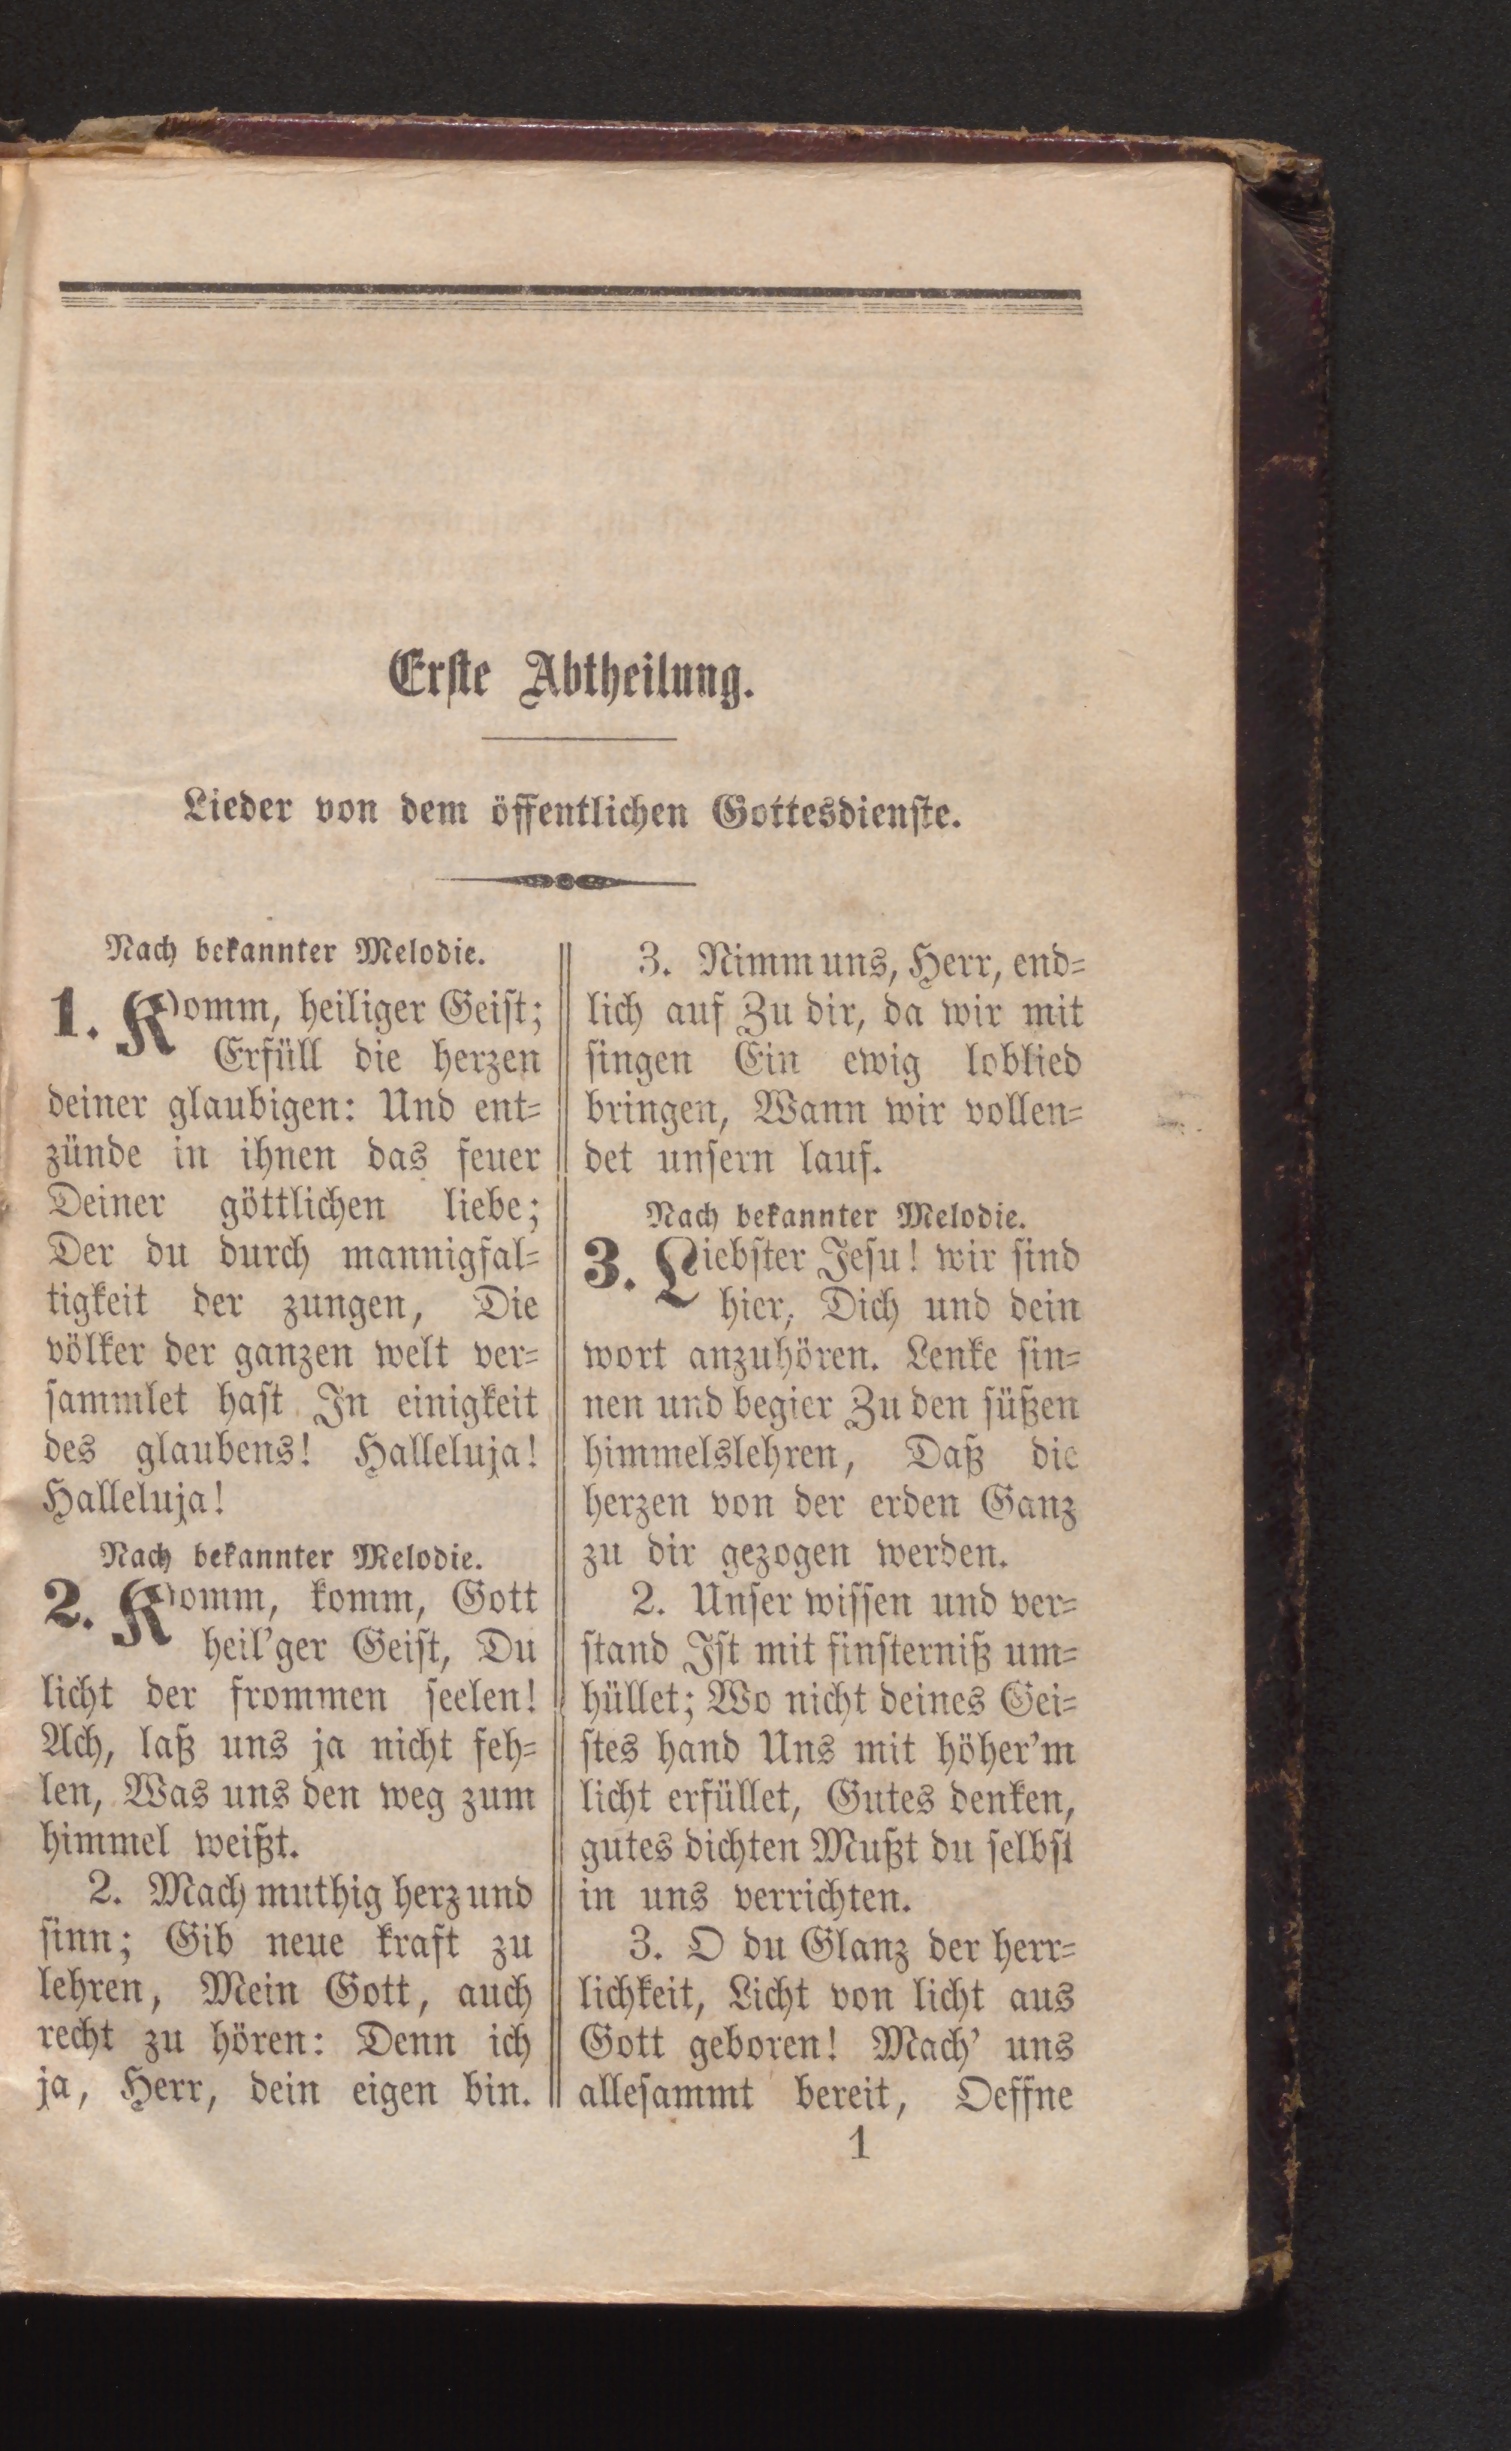 Erste Abtheilung.
Lieder von dem öffentlichen Gottesdienste.
Nach bekannter Melodie.
1. Komm, heiliger Geist;
Erfüll die herzen
deiner glaubigen: Und ent=
zünde in ihnen das feuer
Deiner göttlichen liebe;
Der du durch mannigfal=
tigkeit der zungen, Die
völker der ganzen welt ver=
sammlet hast In einigkeit
des glaubens! Halleluja!
Halleluja!
Nach bekannter Melodie.
2. Komm, komm, Gott
heil'ger Geist, Du
licht der frommen seelen!
Ach, laß uns ja nicht feh=
len, Was uns den weg zum
himmel weißt.
2. Mach muthig herz und
sinn; Gib neue kraft zu
lehren, Mein Gott, auch
recht zu hören: Denn ich
ja, Herr, dein eigen bin.
3. Nimm uns, Herr, end=
lich auf Zu dir, da wir mit
singen Ein ewig loblied
bringen, Wann wir vollen=
det unsern lauf.
Nach bekannter Melodie.
3. Liebster Jesu! wir sind
hier, Dich und dein
wort anzuhören. Lenke sin=
nen und begier Zu den süßen
himmelslehren, Daß die
herzen von der erden Ganz
zu dir gezogen werden.
2. Unser wissen und ver=
stand Ist mit finsterniß um=
hüllet; Wo nicht deines Gei=
stes hand Uns mit höher'm
licht erfüllet, Gutes denken,
gutes dichten Mußt du selbst
in uns verrichten.
3. O du Glanz der herr=
lichkeit, Licht von licht aus
Gott geboren! Mach' uns
allesammt bereit, Oeffne
1